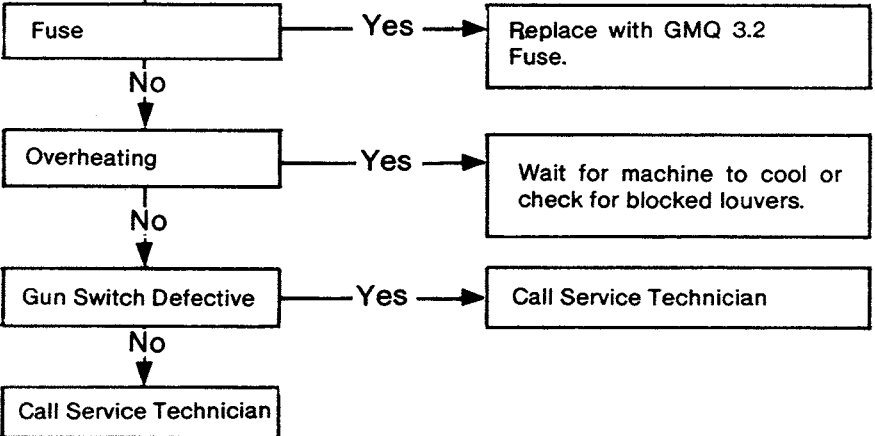 Fuse
Yes
Replace with GMQ 3.2
Fuse.
No
Overheating
Yes
Wait for machine to cool or
check for blocked louvers.
No
Gun Switch Defective
Yes
Call Service Technician
No
Call Service Technician